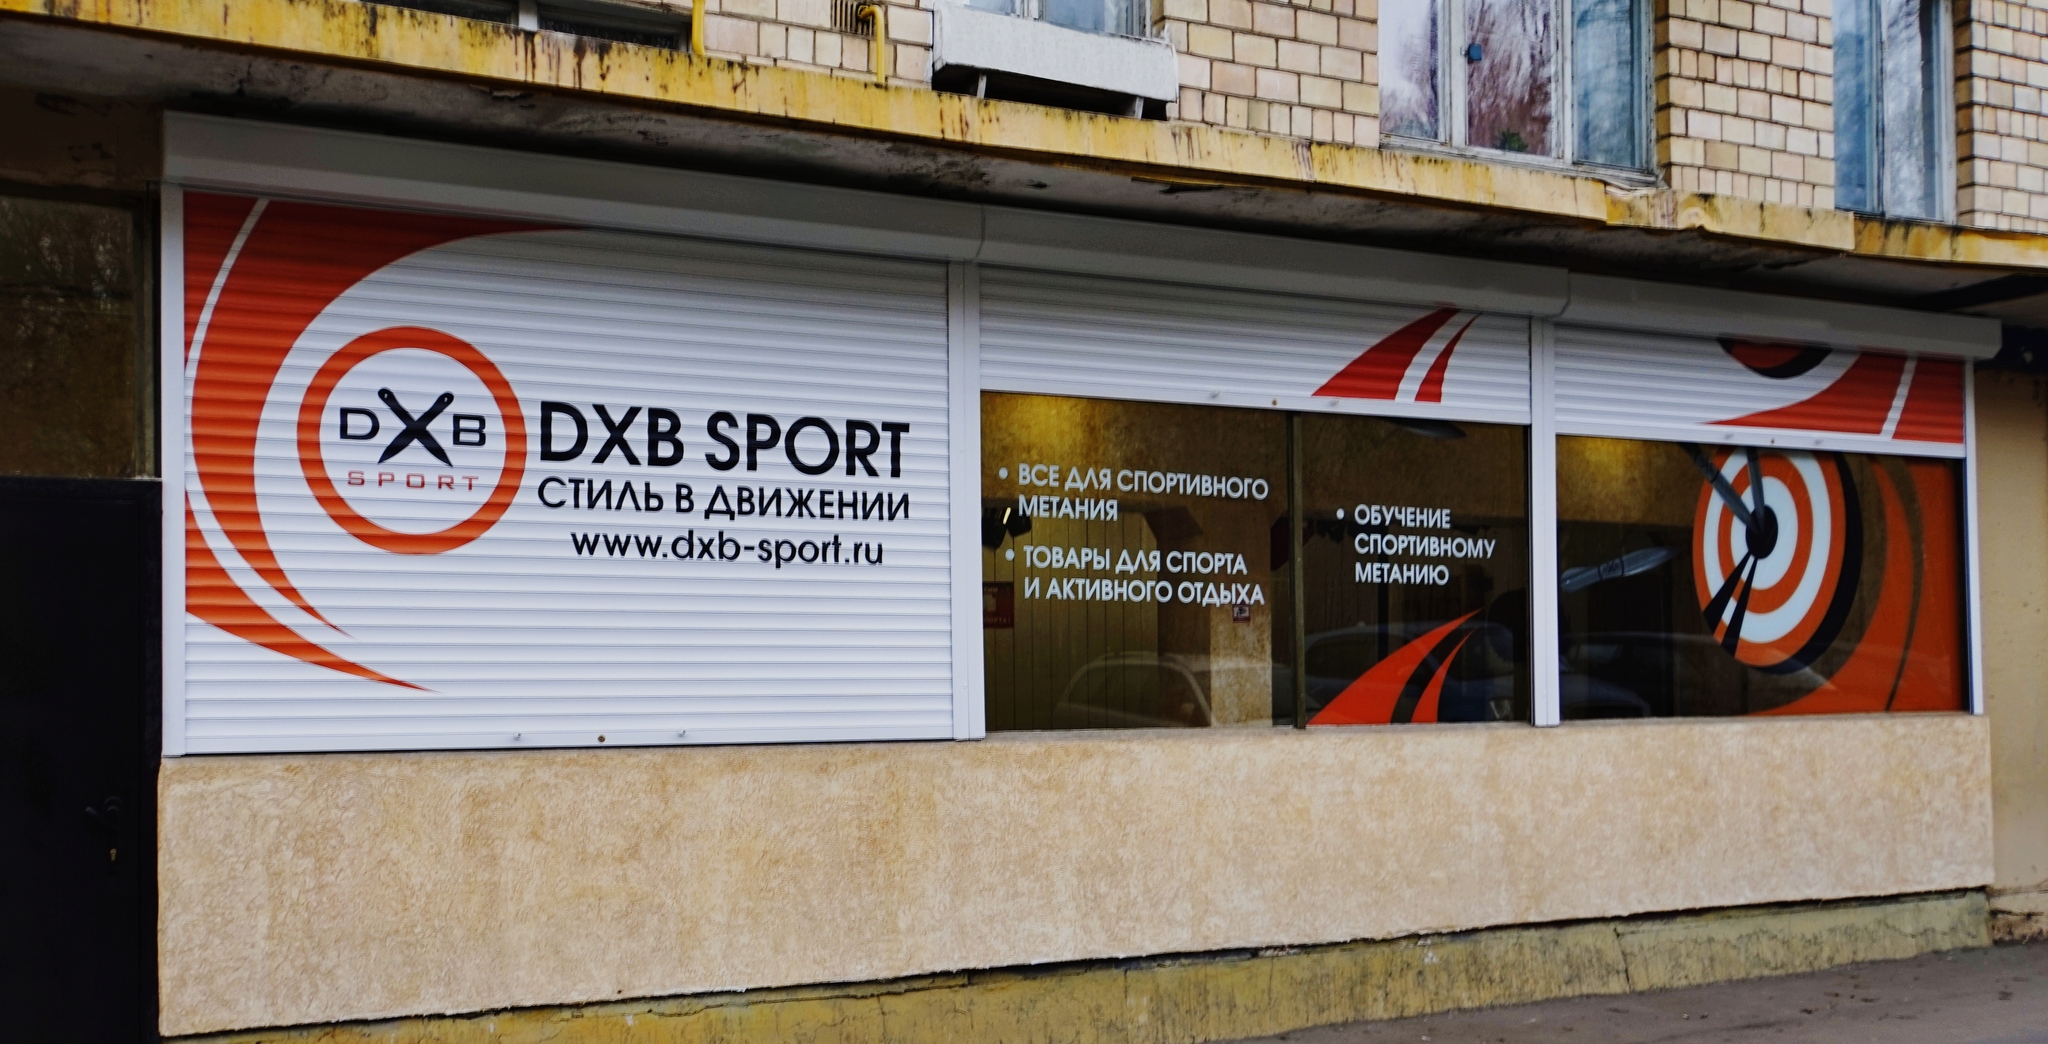 DXB
SPORT
DXB SPORT
СТИЛЬ В ДВИЖЕНИИ
www.dxb-sport.ru
• ВСЕ ДЛЯ СПОРТИВНОГО
МЕТАНИЯ
• ТОВАРЫ ДЛЯ СПОРТА
И АКТИВНОГО ОТДЫХА
• ОБУЧЕНИЕ
СПОРТИВНОМУ
МЕТАНИЮ